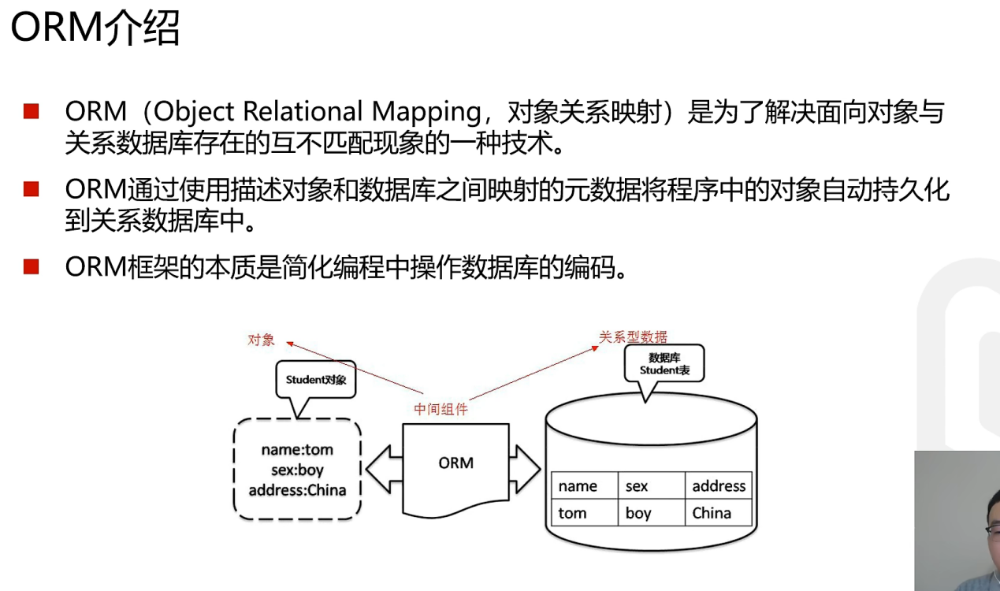 ORM介绍
ORM（Object Relational Mapping，对象关系映射）是为了解决面向对象与
关系数据库存在的互不匹配现象的一种技术。
ORM通过使用描述对象和数据库之间映射的元数据将程序中的对象自动持久化
到关系数据库中。
ORM框架的本质是简化编程中操作数据库的编码。
对象
关系型数据
Student对象
数据库
Student表
中间组件
name:tom
sex:boy
address:China
ORM
name sex address
tom boy China